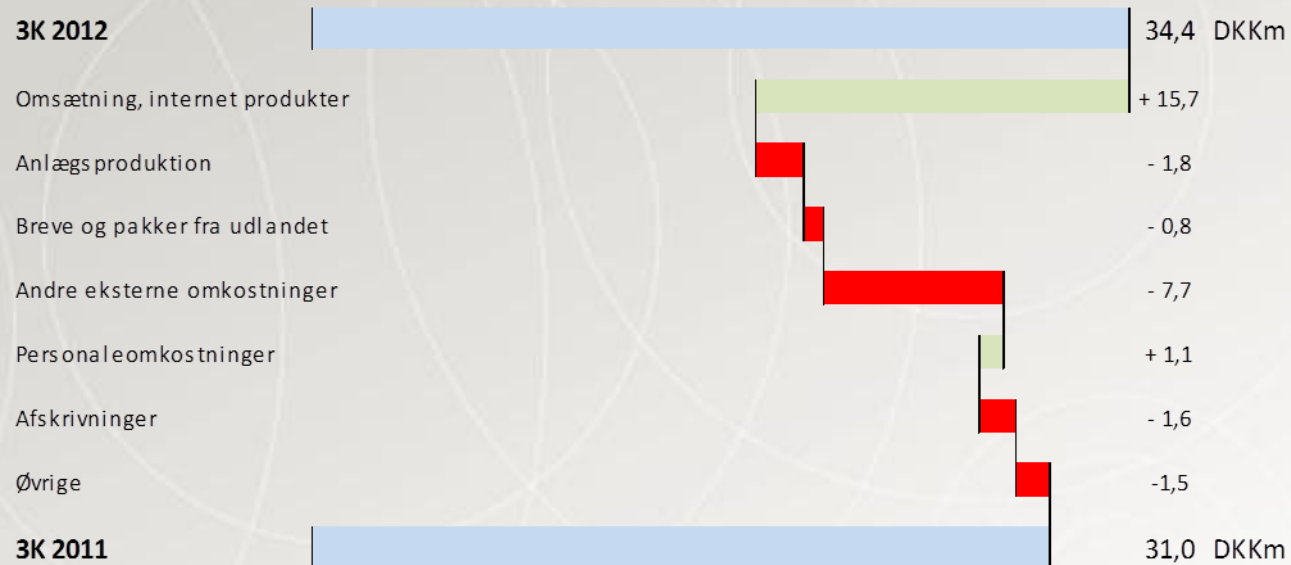 3K 2012 34,4 DKKm
Omsætning, internet produkter + 15,7
Anlægsproduktion - 1,8
Breve og pakker fra udlandet - 0,8
Andre eksterne omkostninger - 7,7
Personaleomkostninger + 1,1
Afskrivninger - 1,6
Øvrige -1,5
3K 2011 31,0 DKKm